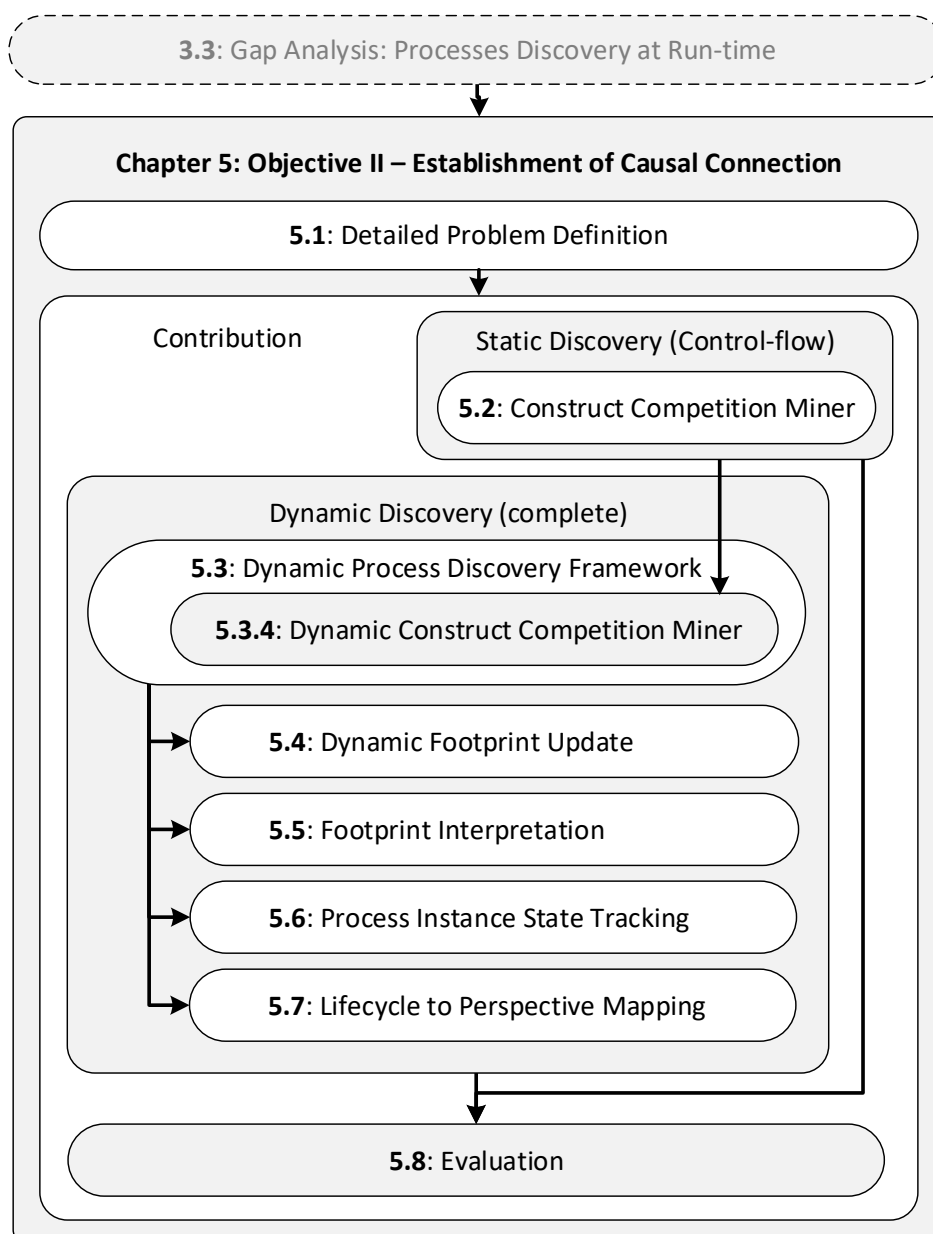 3.3: Gap Analysis: Processes Discovery at Run-time
Chapter 5: Objective II – Establishment of Causal Connection
5.1: Detailed Problem Definition
Contribution
Static Discovery (Control-flow)
5.2: Construct Competition Miner
Dynamic Discovery (complete)
5.3: Dynamic Process Discovery Framework
5.3.4: Dynamic Construct Competition Miner
5.4: Dynamic Footprint Update
5.5: Footprint Interpretation
5.6: Process Instance State Tracking
5.7: Lifecycle to Perspective Mapping
5.8: Evaluation